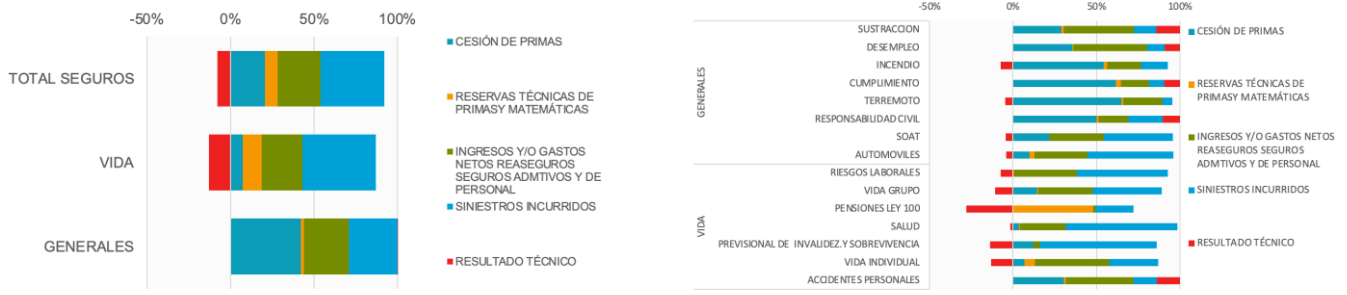 -50% 0% 50% 100%
TOTAL SEGUROS
VIDA
GENERALES
CESIÓN DE PRIMAS
RESERVAS TÉCNICAS DE
PRIMASY MATEMÁTICAS
INGRESOS Y/O GASTOS
NETOS REASEGUROS
SEGUROS ADMTIVOS Y DE
PERSONAL
SINIESTROS INCURRIDOS
RESULTADO TÉCNICO
-50% 0% 50% 100%
GENERALES
SUSTRACCION
DESEMPLEO
INCENDIO
CUMPLIMIENTO
TERREMOTO
RESPONSABILIDAD CIVIL
SOAT
AUTOMOVILES
VIDA
RIESGOS LABORALES
VIDA GRUPO
PENSIONES LEY 100
SALUD
PREVISIONAL DE INVALIDEZ.Y SOBREVIVENCIA
VIDA INDIVIDUAL
ACCIDENTES PERSONALES
CESIÓN DE PRIMAS
RESERVAS TÉCNICAS DE
PRIMASY MATEMÁTICAS
INGRESOS Y/O GASTOS
NETOS REASEGUROS SEGUROS
ADMTIVOS Y DE PERSONAL
SINIESTROS INCURRIDOS
RESULTADO TÉCNICO